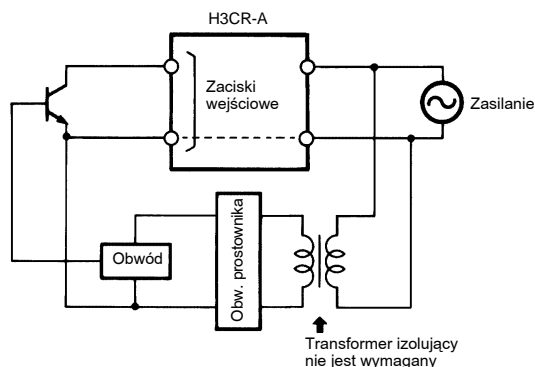 H3CR-A
Zaciski
wejściowe
Zasilanie
Obwód
Obw. prostownika
Transformer izolujący
nie jest wymagany